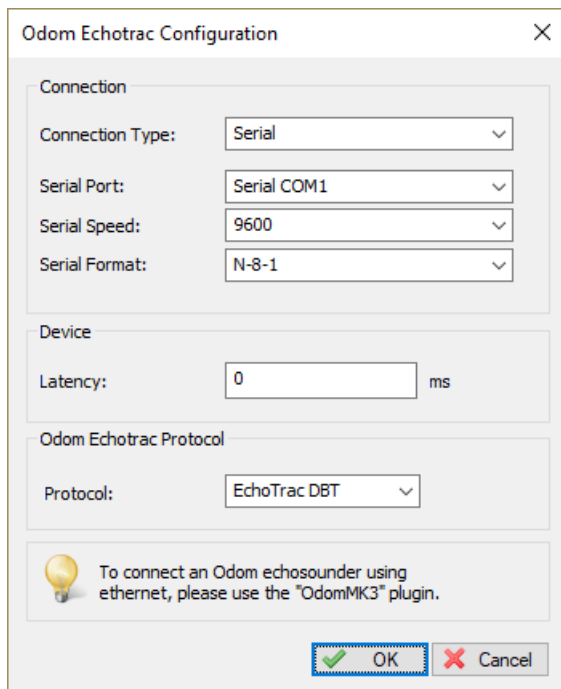 Odom Echotrac Configuration
Connection
Connection Type: Serial
Serial Port: Serial COM1
Serial Speed: 9600
Serial Format: N-8-1
Device
Latency: 0 ms
Odom Echotrac Protocol
Protocol: EchoTrac DBT
To connect an Odom echosounder using
ethernet, please use the "OdomMK3" plugin.
OK Cancel